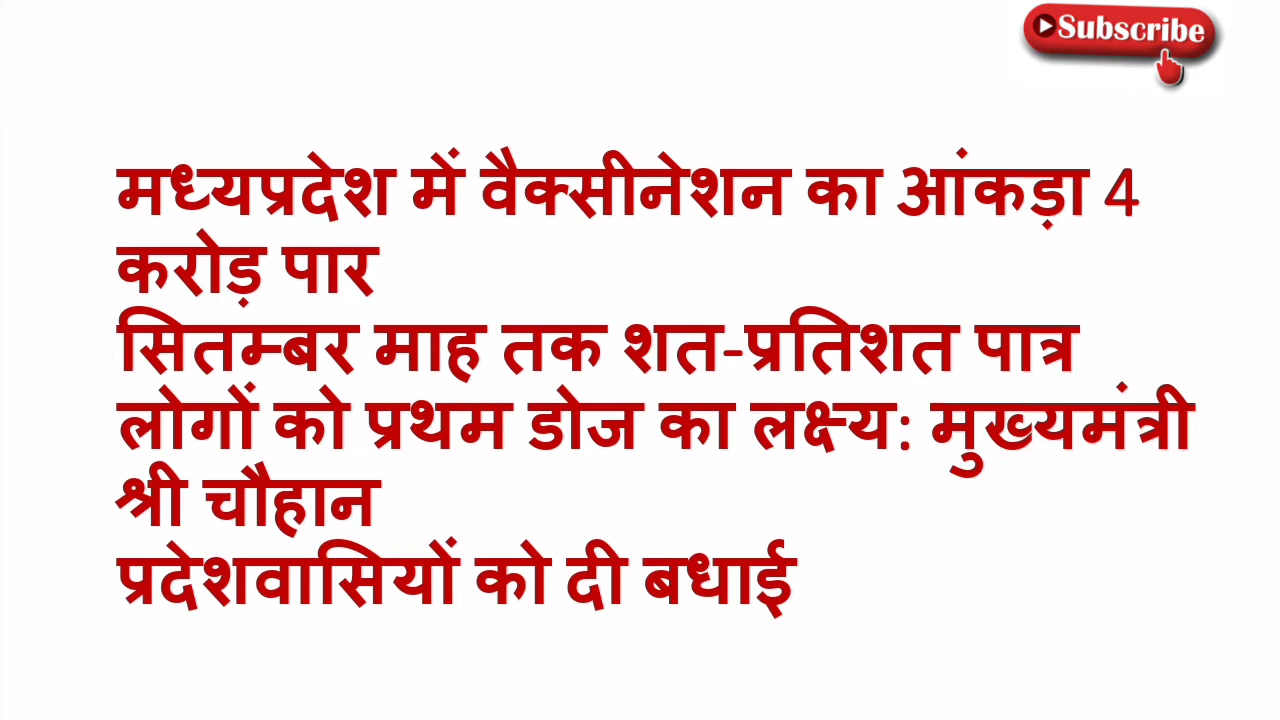 Subscribe
मध्यप्रदेश में वैक्सीनेशन का आंकड़ा 4
करोड़ पार
सितम्बर माह तक शत-प्रतिशत पात्र
लोगों को प्रथम डोज का लक्ष्य: मुख्यमंत्री
श्री चौहान
प्रदेशवासियों को दी बधाई